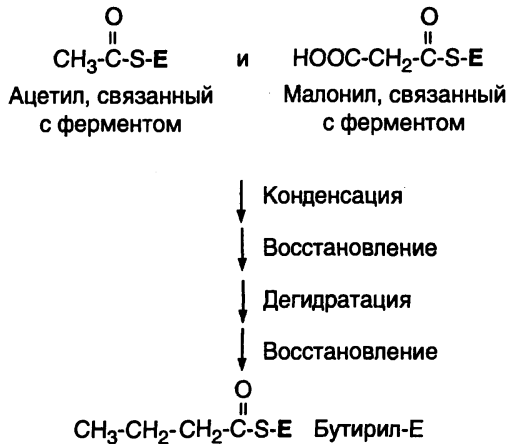 O O
CH3-C-S-E и HOOC-CH2-C-S-E
Ацетил, связанный Малонил, связанный
с ферментом с ферментом
Конденсация
Восстановление
Дегидратация
Восстановление
O
CH3-CH2-CH2-C-S-E Бутирил-Е